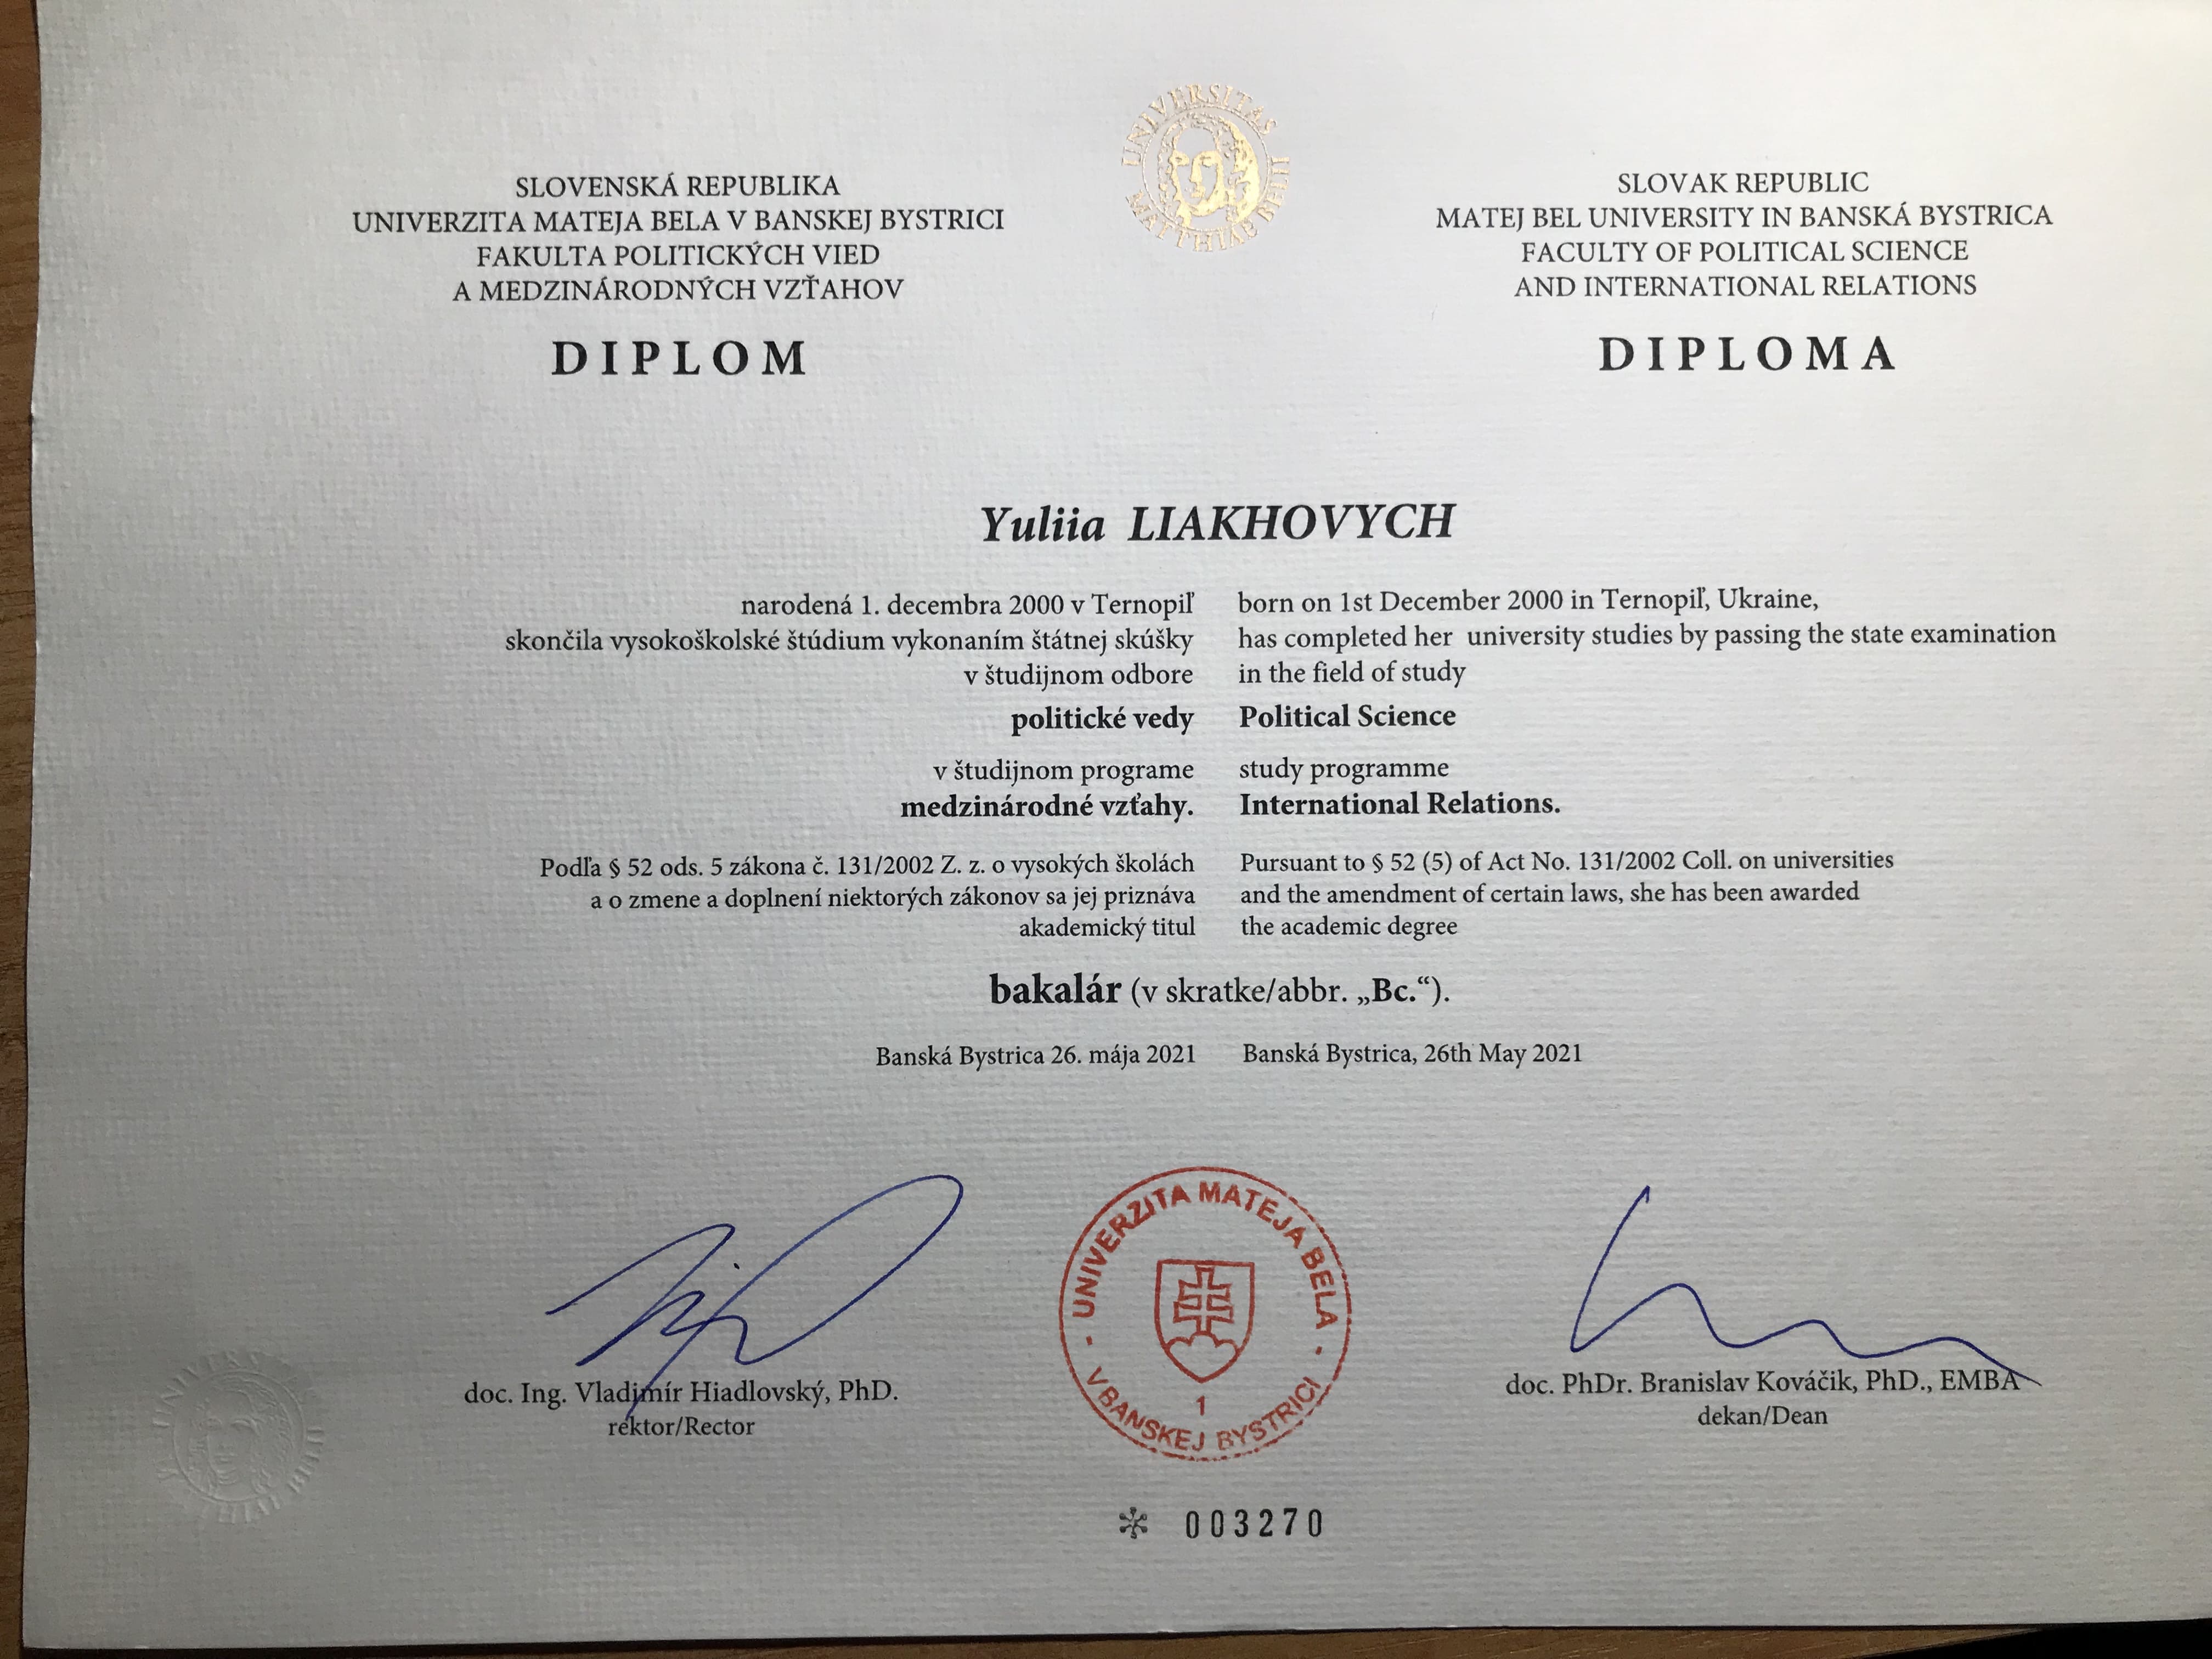 UNIVERSITAS MATTHIAE BELII
SLOVENSKÁ REPUBLIKA
UNIVERZITA MATEJA BELA V BANSKEJ BYSTRICI
FAKULTA POLITICKÝCH VIED
A MEDZINÁRODNÝCH VZŤAHOV
DIPLOM
SLOVAK REPUBLIC
MATEJ BEL UNIVERSITY IN BANSKÁ BYSTRICA
FACULTY OF POLITICAL SCIENCE
AND INTERNATIONAL RELATIONS
DIPLOMA
Yuliia LIAKHOVYCH
narodená 1. decembra 2000 v Ternopiľ
skončila vysokoškolské štúdium vykonaním štátnej skúšky
v študijnom odbore
politické vedy
v študijnom programe
medzinárodné vzťahy.
Podľa § 52 ods. 5 zákona č. 131/2002 Z. z. o vysokých školách
a o zmene a doplnení niektorých zákonov sa jej priznáva
akademický titul
born on 1st December 2000 in Ternopiľ, Ukraine,
has completed her university studies by passing the state examination
in the field of study
Political Science
study programme
International Relations.
Pursuant to § 52 (5) of Act No. 131/2002 Coll. on universities
and the amendment of certain laws, she has been awarded
the academic degree
bakalár (v skratke/abbr. „Bc.“).
Banská Bystrica 26. mája 2021
Banská Bystrica, 26th May 2021
doc. Ing. Vladimír Hiadlovský, PhD.
rektor/Rector
- UNIVERZITA MATEJA BELA -
V BANSKEJ BYSTRICI
1
doc. PhDr. Branislav Kováčik, PhD., EMBA
dekan/Dean
* 003270